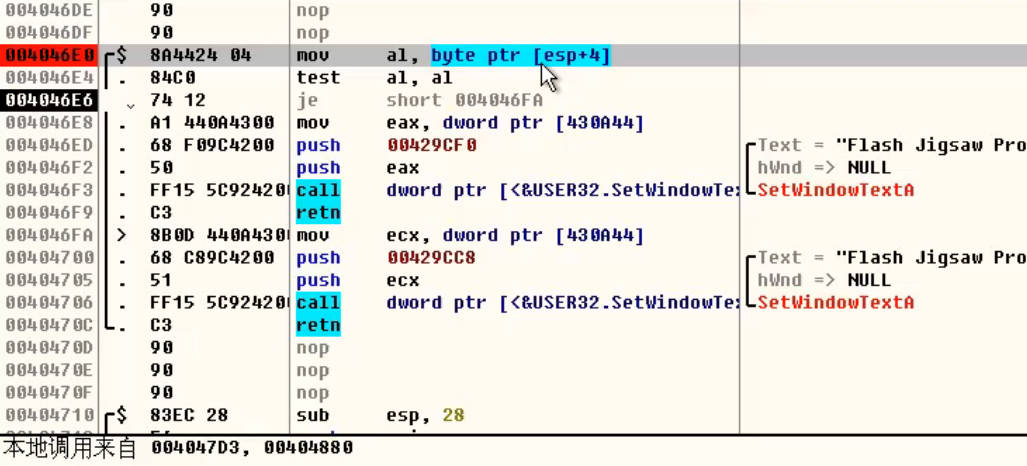 004046DE 90 nop
004046DF 90 nop
004046E0 $ 8A4424 04 mov al, byte ptr [esp+4]
004046E4 . 84C0 test al, al
004046E6 . 74 12 je short 004046FA
004046E8 . A1 440A4300 mov eax, dword ptr [430A44]
004046ED . 68 F09C4200 push 00429CF0 Text = "Flash Jigsaw Pro
004046F2 . 50 push eax hWnd => NULL
004046F3 . FF15 5C92420 call dword ptr [<&USER32.SetWindowTe SetWindowTextA
004046F9 . C3 retn
004046FA > 8B0D 440A430 mov ecx, dword ptr [430A44]
00404700 . 68 C89C4200 push 00429CC8 Text = "Flash Jigsaw Pro
00404705 . 51 push ecx hWnd => NULL
00404706 . FF15 5C92420 call dword ptr [<&USER32.SetWindowTe SetWindowTextA
0040470C . C3 retn
0040470D 90 nop
0040470E 90 nop
0040470F 90 nop
00404710 $ 83EC 28 sub esp, 28
本地调用来自 004047D3, 00404880